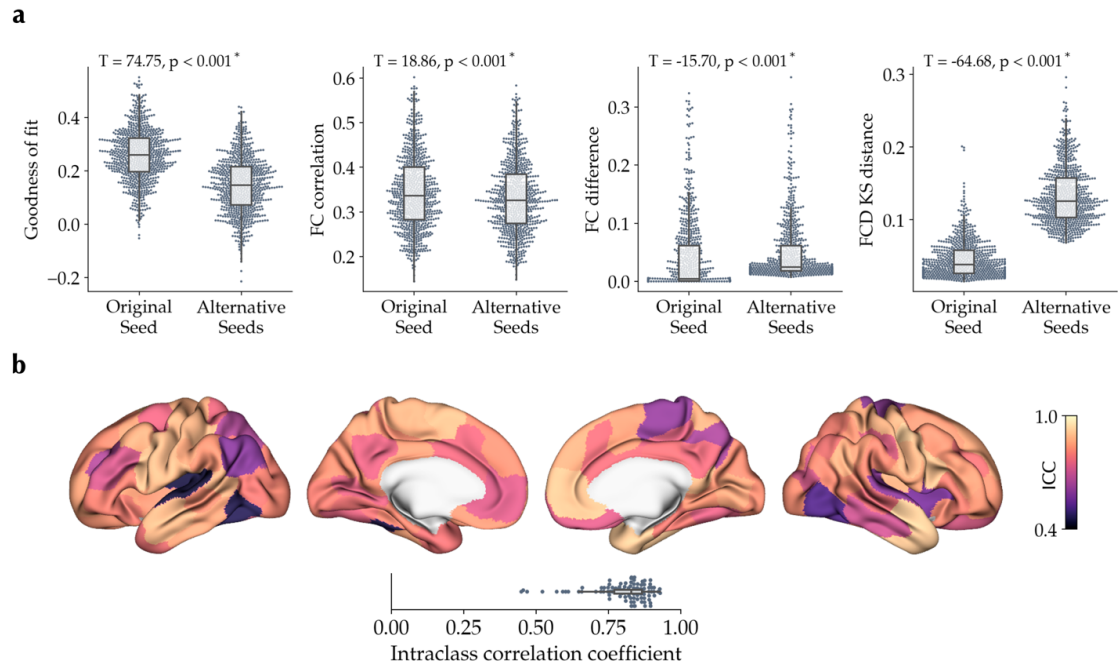 a
T = 74.75, p < 0.001*
Goodness of fit
0.4
0.2
0.0
−0.2
Original
Seed
Alternative
Seeds
T = 18.86, p < 0.001*
FC correlation
0.6
0.5
0.4
0.3
0.2
Original
Seed
Alternative
Seeds
T = -15.70, p < 0.001*
FC difference
0.3
0.2
0.1
0.0
Original
Seed
Alternative
Seeds
T = -64.68, p < 0.001*
FCD KS distance
0.3
0.2
0.1
Original
Seed
Alternative
Seeds
b
1.0
ICC
0.4
0.00 0.25 0.50 0.75 1.00
Intraclass correlation coefficient